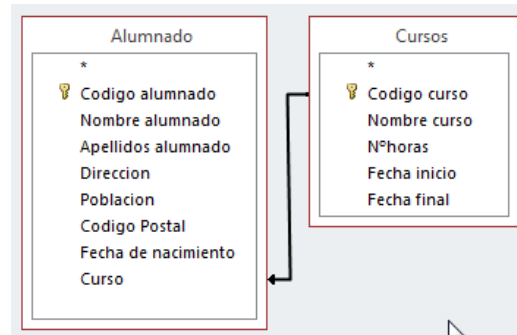 Alumnado
*
Codigo alumnado
Nombre alumnado
Apellidos alumnado
Direccion
Poblacion
Codigo Postal
Fecha de nacimiento
Curso
Cursos
*
Codigo curso
Nombre curso
Nºhoras
Fecha inicio
Fecha final